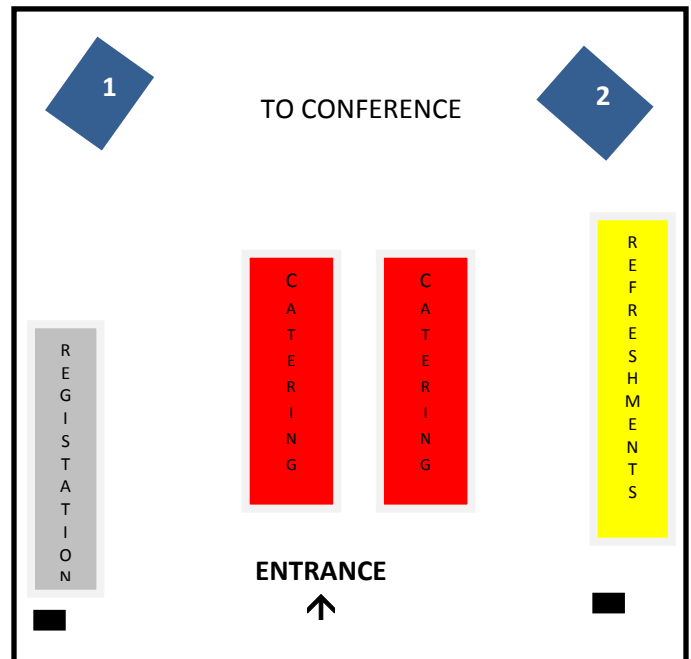 1
2
TO CONFERENCE
REFRESHMENTS
CATERING
CATERING
REGISTATION
ENTRANCE
↑